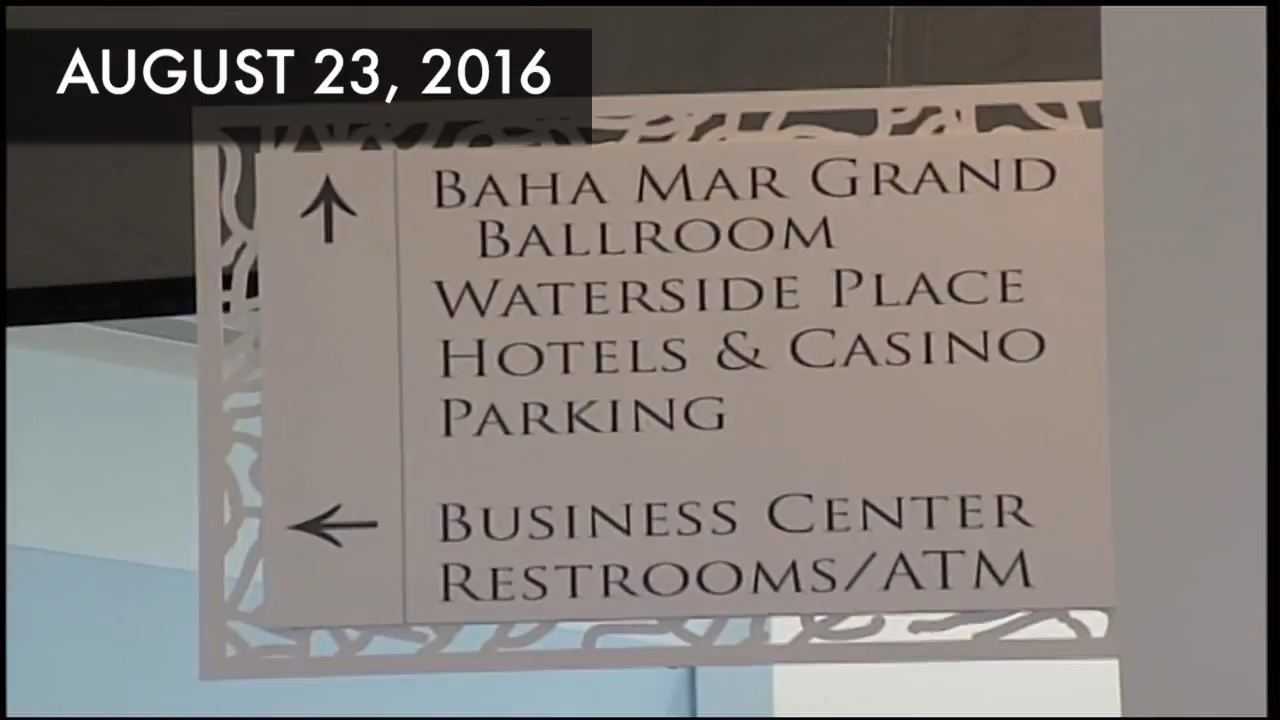 AUGUST 23, 2016
BAHA MAR GRAND
BALLROOM
WATERSIDE PLACE
HOTELS & CASINO
PARKING
BUSINESS CENTER
RESTROOMS/ATM